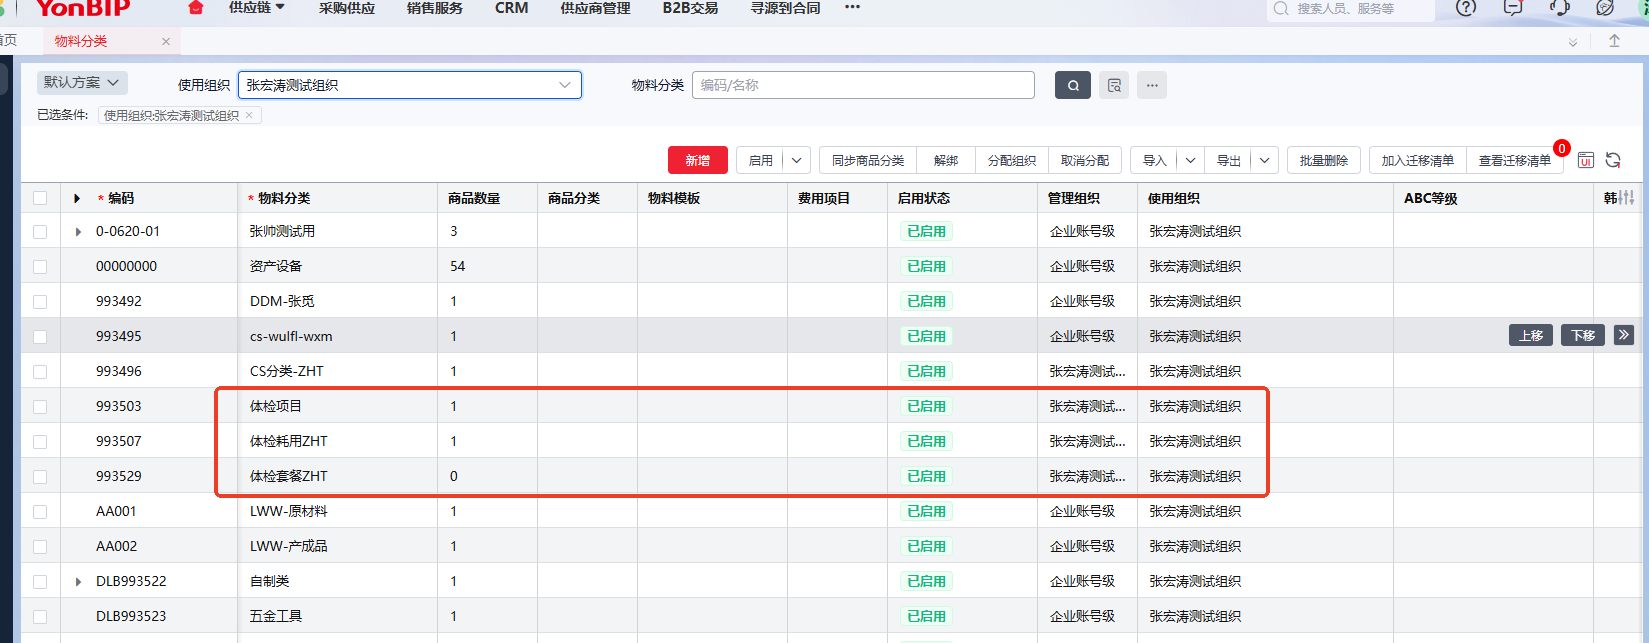 YonBIP 供应链 采购供应 销售服务 CRM 供应商管理 B2B交易 寻源到合同 ··· 搜索人员、服务等
首页 物料分类 ×
默认方案 使用组织 张宏涛测试组织 物料分类 编码/名称 ···
已选条件: 使用组织:张宏涛测试组织 ×
新增 启用 同步商品分类 解绑 分配组织 取消分配 导入 导出 批量删除 加入迁移清单 查看迁移清单 0 UI
* 编码 * 物料分类 商品数量 商品分类 物料模板 费用项目 启用状态 管理组织 使用组织 ABC等级 韩
0-0620-01 张帅测试用 3 已启用 企业账号级 张宏涛测试组织
00000000 资产设备 54 已启用 企业账号级 张宏涛测试组织
993492 DDM-张觅 1 已启用 企业账号级 张宏涛测试组织
993495 cs-wulfl-wxm 1 已启用 企业账号级 张宏涛测试组织 上移 下移
993496 CS分类-ZHT 1 已启用 张宏涛测试... 张宏涛测试组织
993503 体检项目 1 已启用 张宏涛测试... 张宏涛测试组织
993507 体检耗用ZHT 1 已启用 张宏涛测试... 张宏涛测试组织
993529 体检套餐ZHT 0 已启用 张宏涛测试... 张宏涛测试组织
AA001 LWW-原材料 1 已启用 企业账号级 张宏涛测试组织
AA002 LWW-产成品 1 已启用 企业账号级 张宏涛测试组织
DLB993522 自制类 1 已启用 企业账号级 张宏涛测试组织
DLB993523 五金工具 1 已启用 企业账号级 张宏涛测试组织